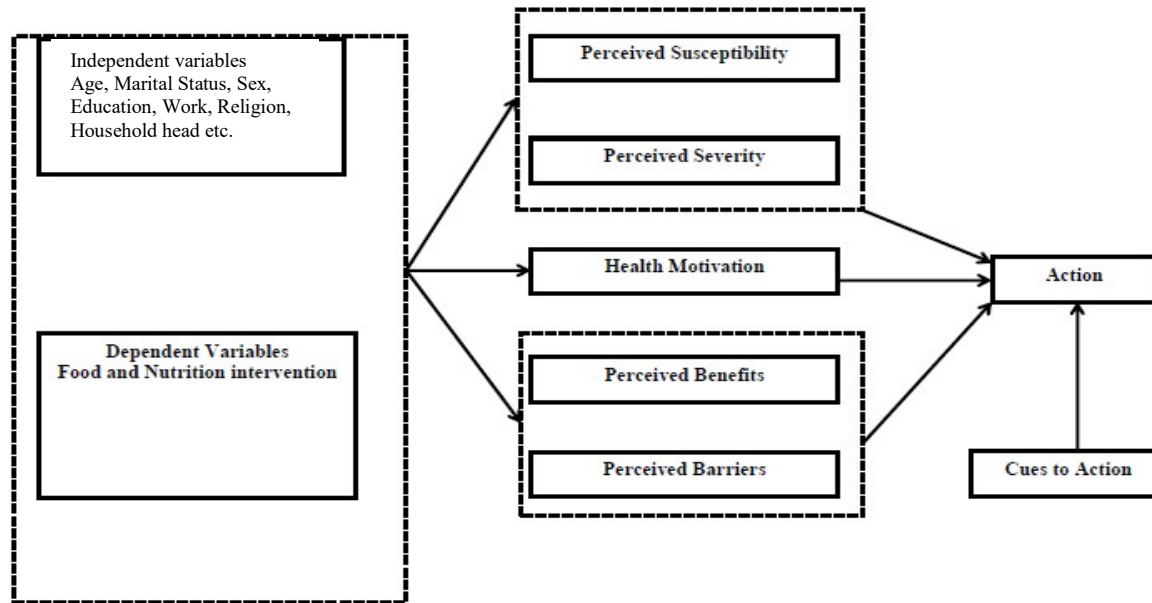 Independent variables
Age, Marital Status, Sex,
Education, Work, Religion,
Household head etc.
Dependent Variables
Food and Nutrition intervention
Perceived Susceptibility
Perceived Severity
Health Motivation
Perceived Benefits
Perceived Barriers
Action
Cues to Action